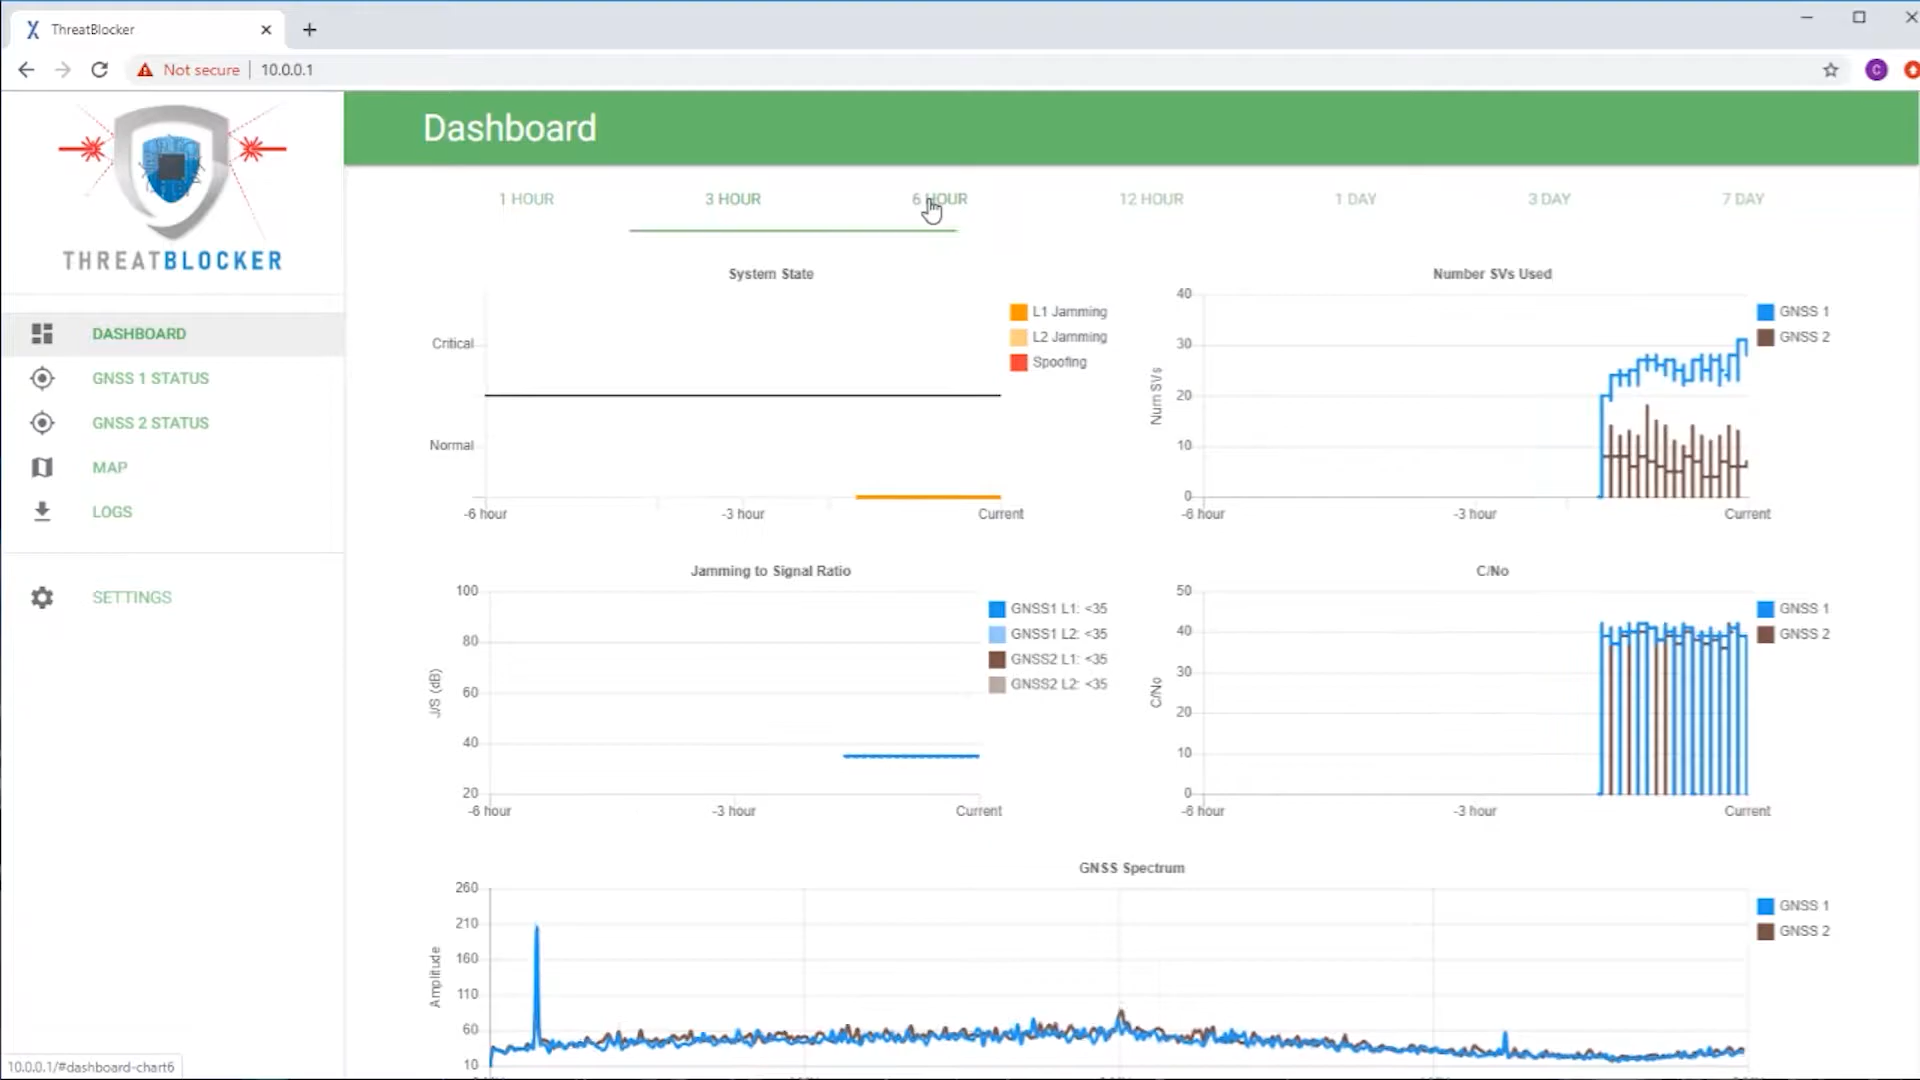 ThreatBlocker
Not secure
10.0.0.1
THREATBLOCKER
DASHBOARD
GNSS 1 STATUS
GNSS 2 STATUS
MAP
LOGS
SETTINGS
Dashboard
1 HOUR 3 HOUR 6 HOUR 12 HOUR 1 DAY 3 DAY 7 DAY
System State
Critical
Normal
-6 hour -3 hour Current
L1 Jamming
L2 Jamming
Spoofing
Number SVs Used
Num SVs
40
30
20
10
0
-6 hour -3 hour Current
GNSS 1
GNSS 2
Jamming to Signal Ratio
J/S (dB)
100
80
60
40
20
-6 hour -3 hour Current
GNSS1 L1: <35
GNSS1 L2: <35
GNSS2 L1: <35
GNSS2 L2: <35
C/No
C/No
50
40
30
20
10
0
-6 hour -3 hour Current
GNSS 1
GNSS 2
GNSS Spectrum
Amplitude
260
210
160
110
60
10
GNSS 1
GNSS 2
10.0.0.1/#dashboard-chart6
C